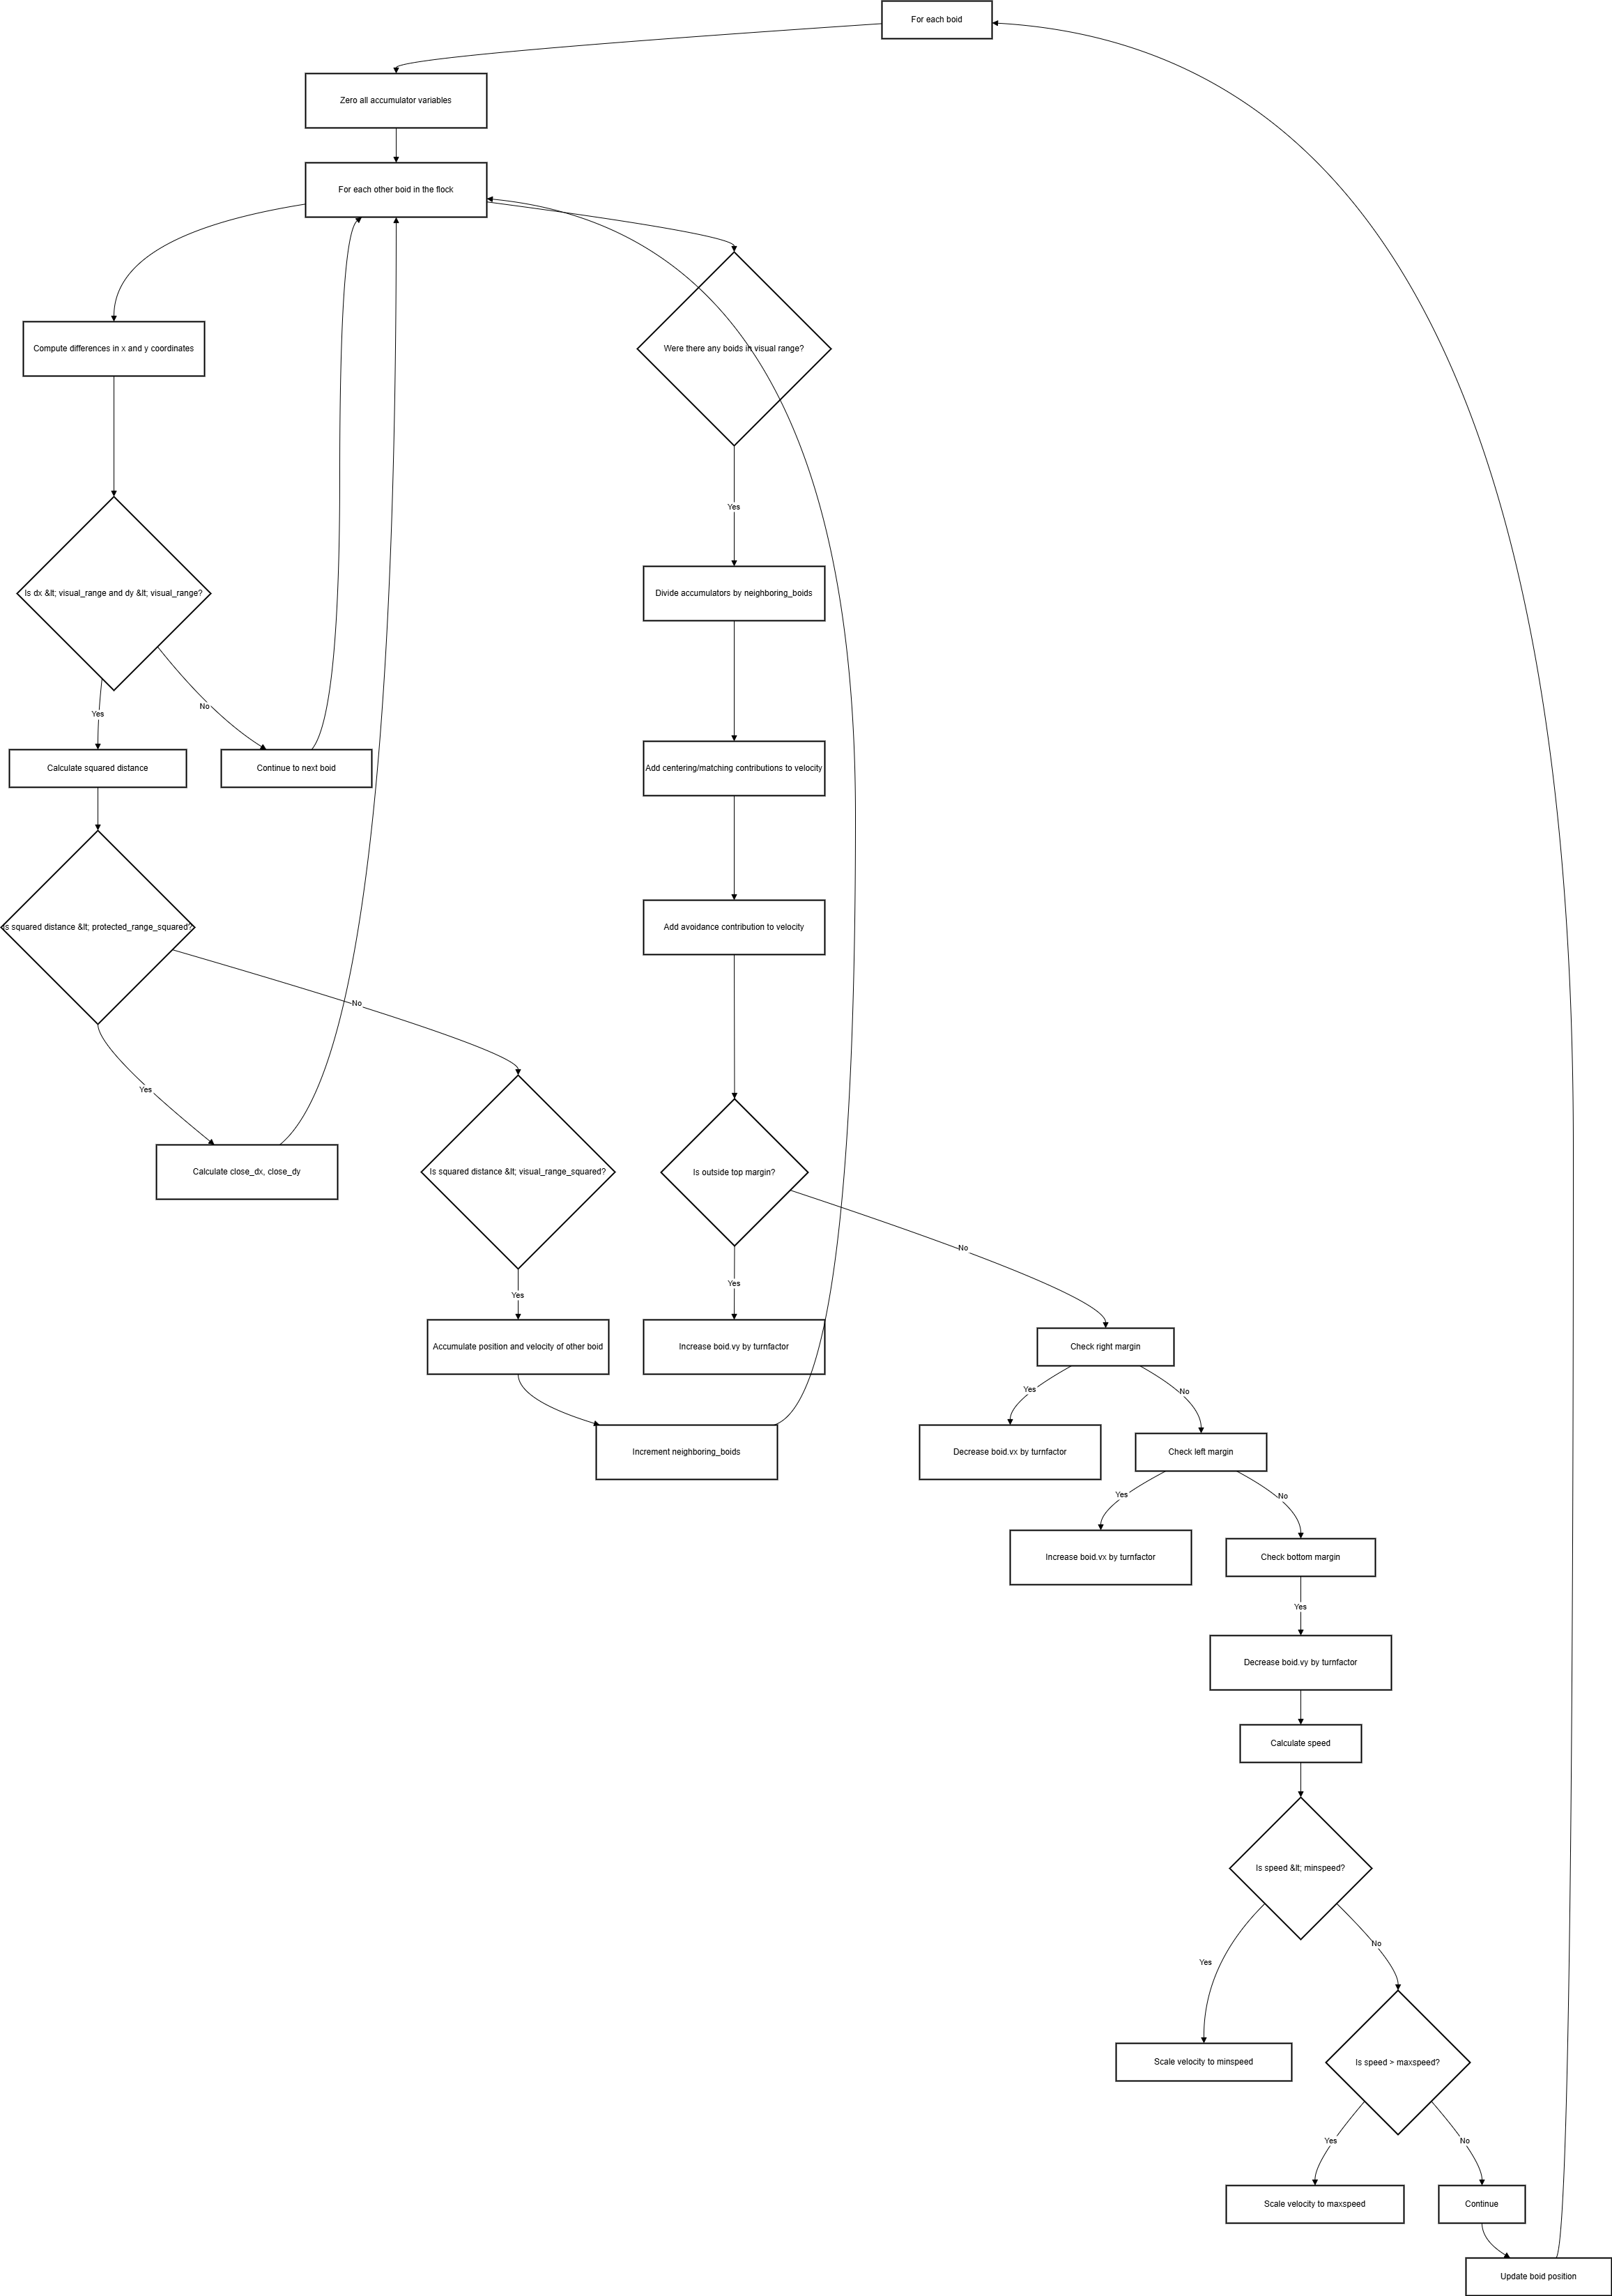 For each boid
Zero all accumulator variables
For each other boid in the flock
Compute differences in x and y coordinates
Were there any boids in visual range?
Yes
Is dx &lt; visual_range and dy &lt; visual_range?
Divide accumulators by neighboring_boids
No
Yes
Calculate squared distance
Continue to next boid
Add centering/matching contributions to velocity
Is squared distance &lt; protected_range_squared?
Add avoidance contribution to velocity
No
Yes
Calculate close_dx, close_dy
Is squared distance &lt; visual_range_squared?
Is outside top margin?
No
Yes
Yes
Accumulate position and velocity of other boid
Increase boid.vy by turnfactor
Check right margin
Yes
No
Increment neighboring_boids
Decrease boid.vx by turnfactor
Check left margin
Yes
No
Increase boid.vx by turnfactor
Check bottom margin
Yes
Decrease boid.vy by turnfactor
Calculate speed
Is speed &lt; minspeed?
No
Yes
Scale velocity to minspeed
Is speed > maxspeed?
Yes
No
Scale velocity to maxspeed
Continue
Update boid position